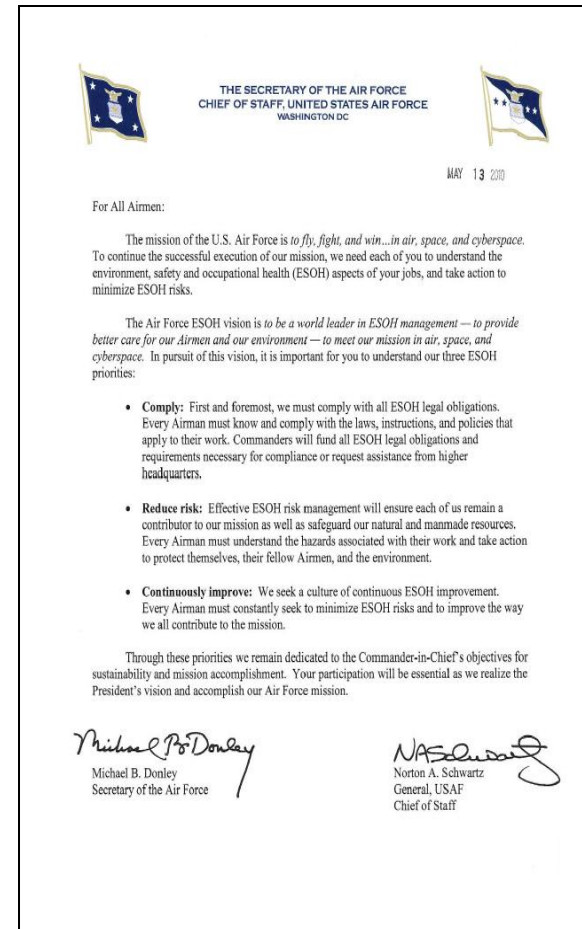 THE SECRETARY OF THE AIR FORCE
CHIEF OF STAFF, UNITED STATES AIR FORCE
WASHINGTON DC
MAY 13 2010
For All Airmen:
The mission of the U.S. Air Force is to fly, fight, and win...in air, space, and cyberspace.
To continue the successful execution of our mission, we need each of you to understand the
environment, safety and occupational health (ESOH) aspects of your jobs, and take action to
minimize ESOH risks.
The Air Force ESOH vision is to be a world leader in ESOH management — to provide
better care for our Airmen and our environment — to meet our mission in air, space, and
cyberspace. In pursuit of this vision, it is important for you to understand our three ESOH
priorities:
• Comply: First and foremost, we must comply with all ESOH legal obligations.
Every Airman must know and comply with the laws, instructions, and policies that
apply to their work. Commanders will fund all ESOH legal obligations and
requirements necessary for compliance or request assistance from higher
headquarters.
• Reduce risk: Effective ESOH risk management will ensure each of us remain a
contributor to our mission as well as safeguard our natural and manmade resources.
Every Airman must understand the hazards associated with their work and take action
to protect themselves, their fellow Airmen, and the environment.
• Continuously improve: We seek a culture of continuous ESOH improvement.
Every Airman must constantly seek to minimize ESOH risks and to improve the way
we all contribute to the mission.
Through these priorities we remain dedicated to the Commander-in-Chief's objectives for
sustainability and mission accomplishment. Your participation will be essential as we realize the
President's vision and accomplish our Air Force mission.
Michael B. Donley NASchwartz
Michael B. Donley Norton A. Schwartz
Secretary of the Air Force General, USAF
Chief of Staff